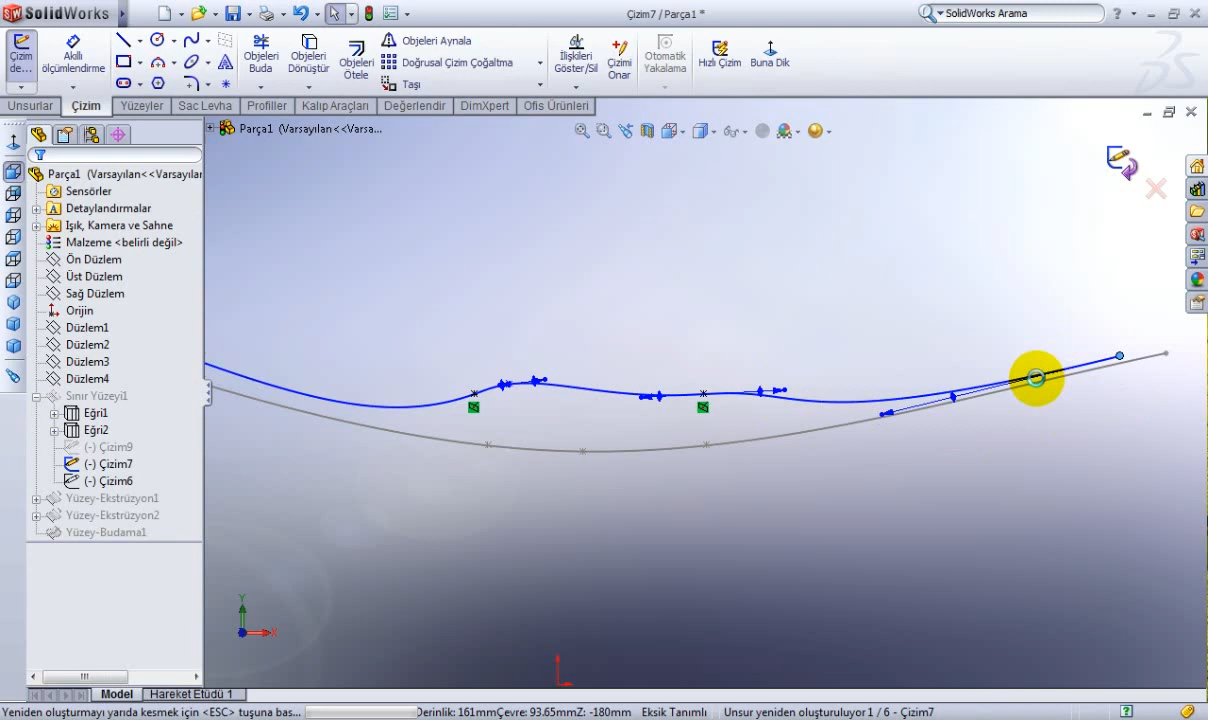 SolidWorks
Çizim7 / Parça1 *
SolidWorks Arama
Çizim
de...
Akıllı
ölçümlendirme
Objeleri
Buda
Objeleri
Dönüştür
Objeleri
Ötele
Objeleri Aynala
Doğrusal Çizim Çoğaltma
Taşı
İlişkileri
Göster/Sil
Çizimi
Onar
Otomatik
Yakalama
Hızlı Çizim
Buna Dik
Unsurlar
Çizim
Yüzeyler
Sac Levha
Profiller
Kalıp Araçları
Değerlendir
DimXpert
Ofis Ürünleri
Parça1 (Varsayılan<<Varsa...
Parça1 (Varsayılan<<Varsayılar
Sensörler
Detaylandırmalar
Işık, Kamera ve Sahne
Malzeme <belirli değil>
Ön Düzlem
Üst Düzlem
Sağ Düzlem
Orijin
Düzlem1
Düzlem2
Düzlem3
Düzlem4
Sınır Yüzeyi1
Eğri1
Eğri2
(-) Çizim9
(-) Çizim7
(-) Çizim6
Yüzey-Ekstrüzyon1
Yüzey-Ekstrüzyon2
Yüzey-Budama1
Y
X
Model
Hareket Etüdü 1
Yeniden oluşturmayı yarıda kesmek için <ESC> tuşuna bas...
Derinlik: 161mmÇevre: 93.65mmZ: -180mm
Eksik Tanımlı
Unsur yeniden oluşturuluyor1 / 6 - Çizim7